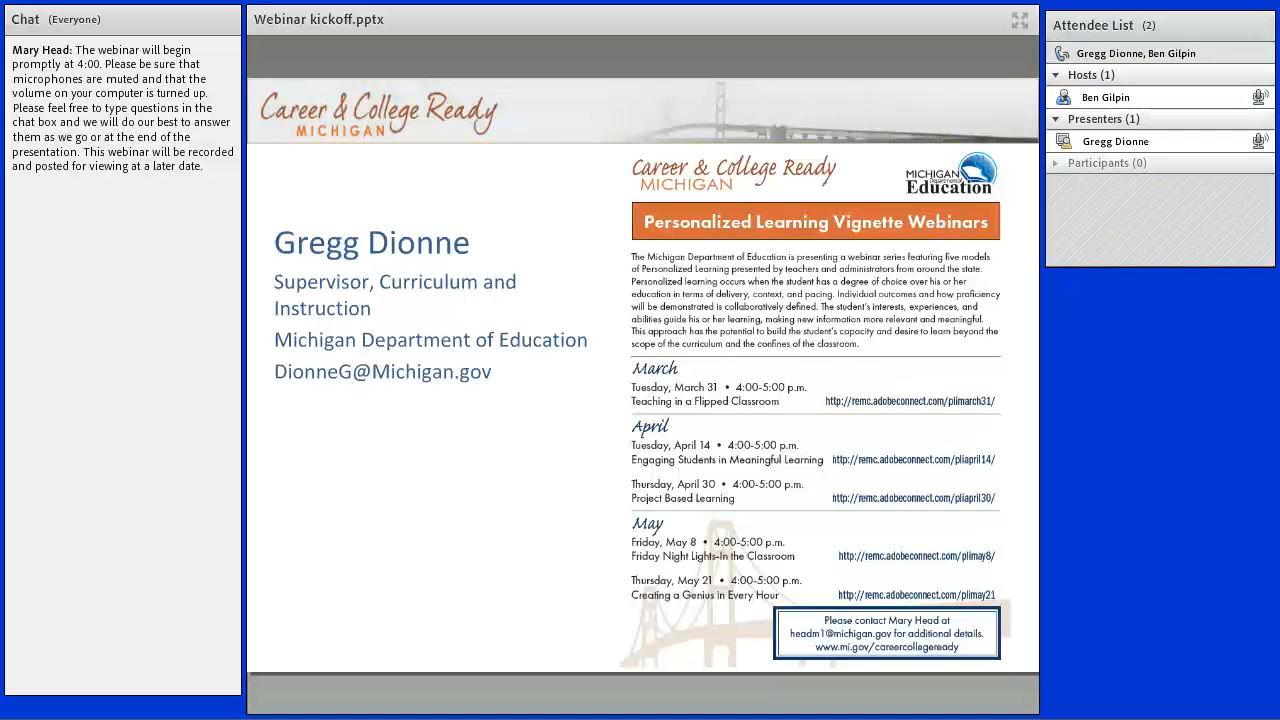 Chat (Everyone)
Mary Head: The webinar will begin
promptly at 4:00. Please be sure that
microphones are muted and that the
volume on your computer is turned up.
Please feel free to type questions in the
chat box and we will do our best to answer
them as we go or at the end of the
presentation. This webinar will be recorded
and posted for viewing at a later date.
Webinar kickoff.pptx
Career & College Ready
MICHIGAN
Gregg Dionne
Supervisor, Curriculum and
Instruction
Michigan Department of Education
DionneG@Michigan.gov
Career & College Ready
MICHIGAN
MICHIGAN
Department of
Education
Personalized Learning Vignette Webinars
The Michigan Department of Education is presenting a webinar series featuring five models
of Personalized Learning presented by teachers and administrators from around the state.
Personalized learning occurs when the student has a degree of choice over his or her
education in terms of delivery, context, and pacing. Individual outcomes and how proficiency
will be demonstrated is collaboratively defined. The student's interests, experiences, and
abilities guide his or her learning, making new information more relevant and meaningful.
This approach has the potential to build the student's capacity and desire to learn beyond the
scope of the curriculum and the confines of the classroom.
March
Tuesday, March 31 • 4:00-5:00 p.m.
Teaching in a Flipped Classroom http://remc.adobeconnect.com/plimarch31/
April
Tuesday, April 14 • 4:00-5:00 p.m.
Engaging Students in Meaningful Learning http://remc.adobeconnect.com/pliapril14/
Thursday, April 30 • 4:00-5:00 p.m.
Project Based Learning http://remc.adobeconnect.com/pliapril30/
May
Friday, May 8 • 4:00-5:00 p.m.
Friday Night Lights-In the Classroom http://remc.adobeconnect.com/plimay8/
Thursday, May 21 • 4:00-5:00 p.m.
Creating a Genius in Every Hour http://remc.adobeconnect.com/plimay21
Please contact Mary Head at
headm1@michigan.gov for additional details.
www.mi.gov/careercollegeready
Attendee List (2)
Gregg Dionne, Ben Gilpin
Hosts (1)
Ben Gilpin
Presenters (1)
Gregg Dionne
Participants (0)